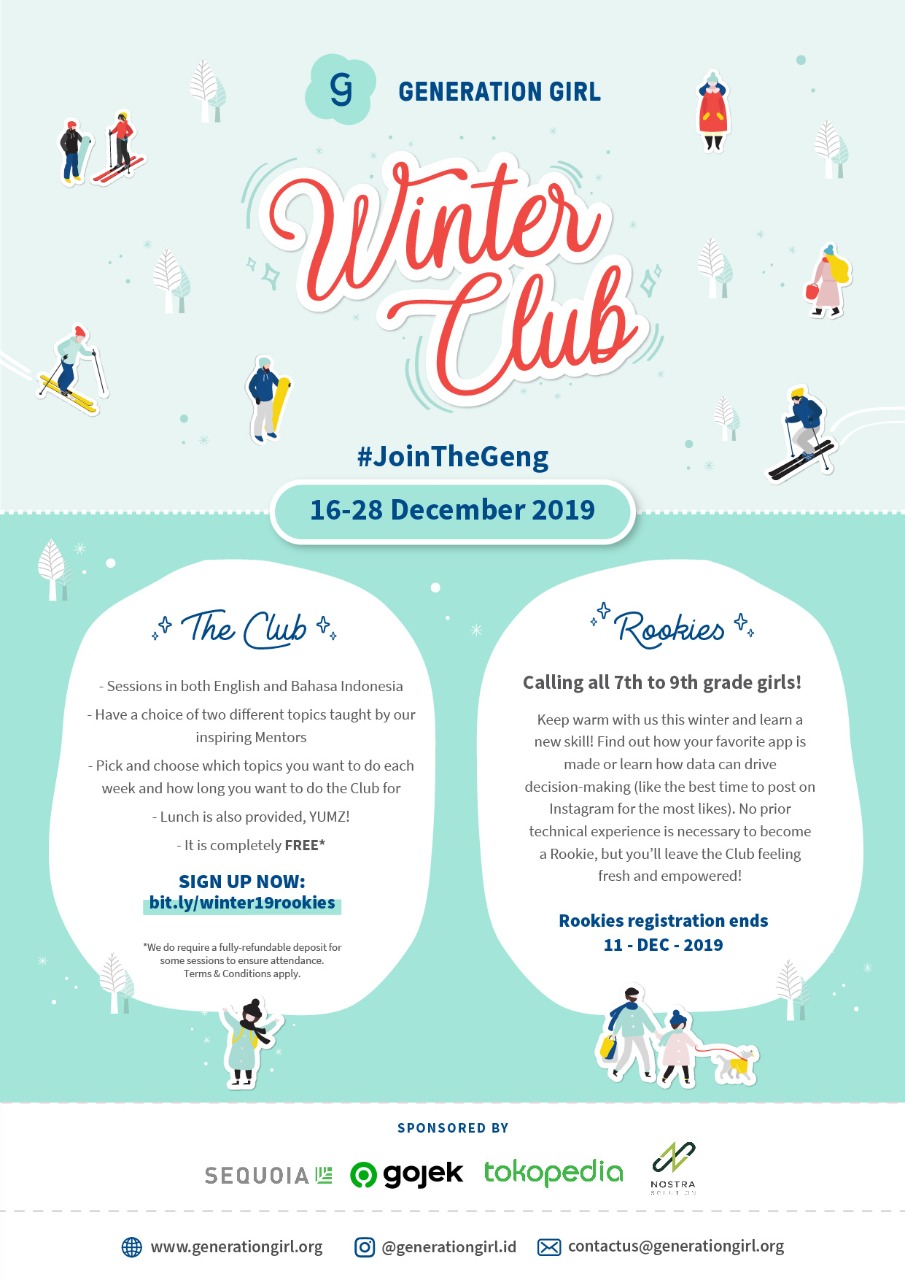 g
GENERATION GIRL
Winter
Club
#JoinTheGeng
16-28 December 2019
The Club
- Sessions in both English and Bahasa Indonesia
- Have a choice of two different topics taught by our
inspiring Mentors
- Pick and choose which topics you want to do each
week and how long you want to do the Club for
- Lunch is also provided, YUMZ!
- It is completely FREE*
SIGN UP NOW:
bit.ly/winter19rookies
*We do require a fully-refundable deposit for
some sessions to ensure attendance.
Terms & Conditions apply.
Rookies
Calling all 7th to 9th grade girls!
Keep warm with us this winter and learn a
new skill! Find out how your favorite app is
made or learn how data can drive
decision-making (like the best time to post on
Instagram for the most likes). No prior
technical experience is necessary to become
a Rookie, but you'll leave the Club feeling
fresh and empowered!
Rookies registration ends
11 - DEC - 2019
SPONSORED BY
SEQUOIA
gojek
tokopedia
NOSTRA
SOLUTION
www.generationgirl.org
@generationgirl.id
contactus@generationgirl.org